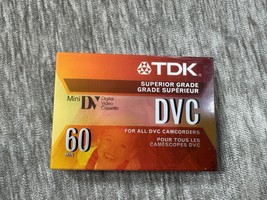 TDK
SUPERIOR GRADE
GRADE SUPÉRIEUR
Mini DV Digital Video Cassette
DVC
60
MIN
FOR ALL DVC CAMCORDERS
POUR TOUS LES
CAMÉSCOPES DVC